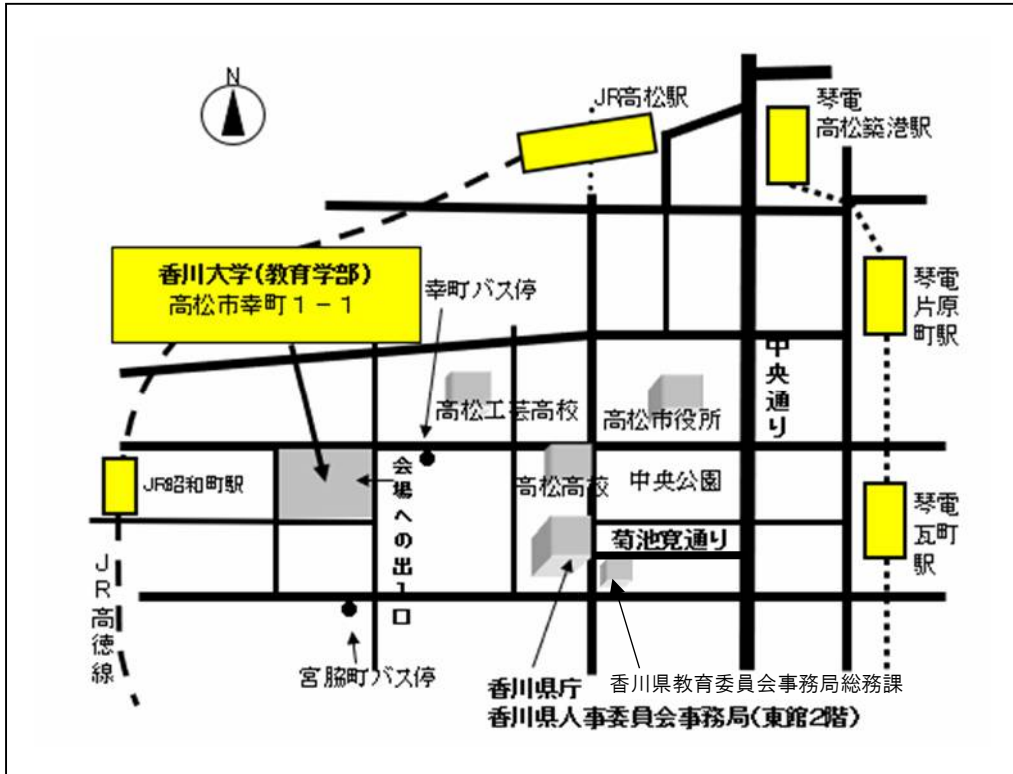 N
JR高松駅
琴電
高松築港駅
香川大学(教育学部)
高松市幸町1-1
幸町バス停
琴電
片原
町駅
中央通り
高松工芸高校
高松市役所
JR昭和町駅
会場への出入口
高松高校
中央公園
琴電
瓦町
駅
菊池寛通り
JR高徳線
宮脇町バス停
香川県庁
香川県人事委員会事務局(東館2階)
香川県教育委員会事務局総務課